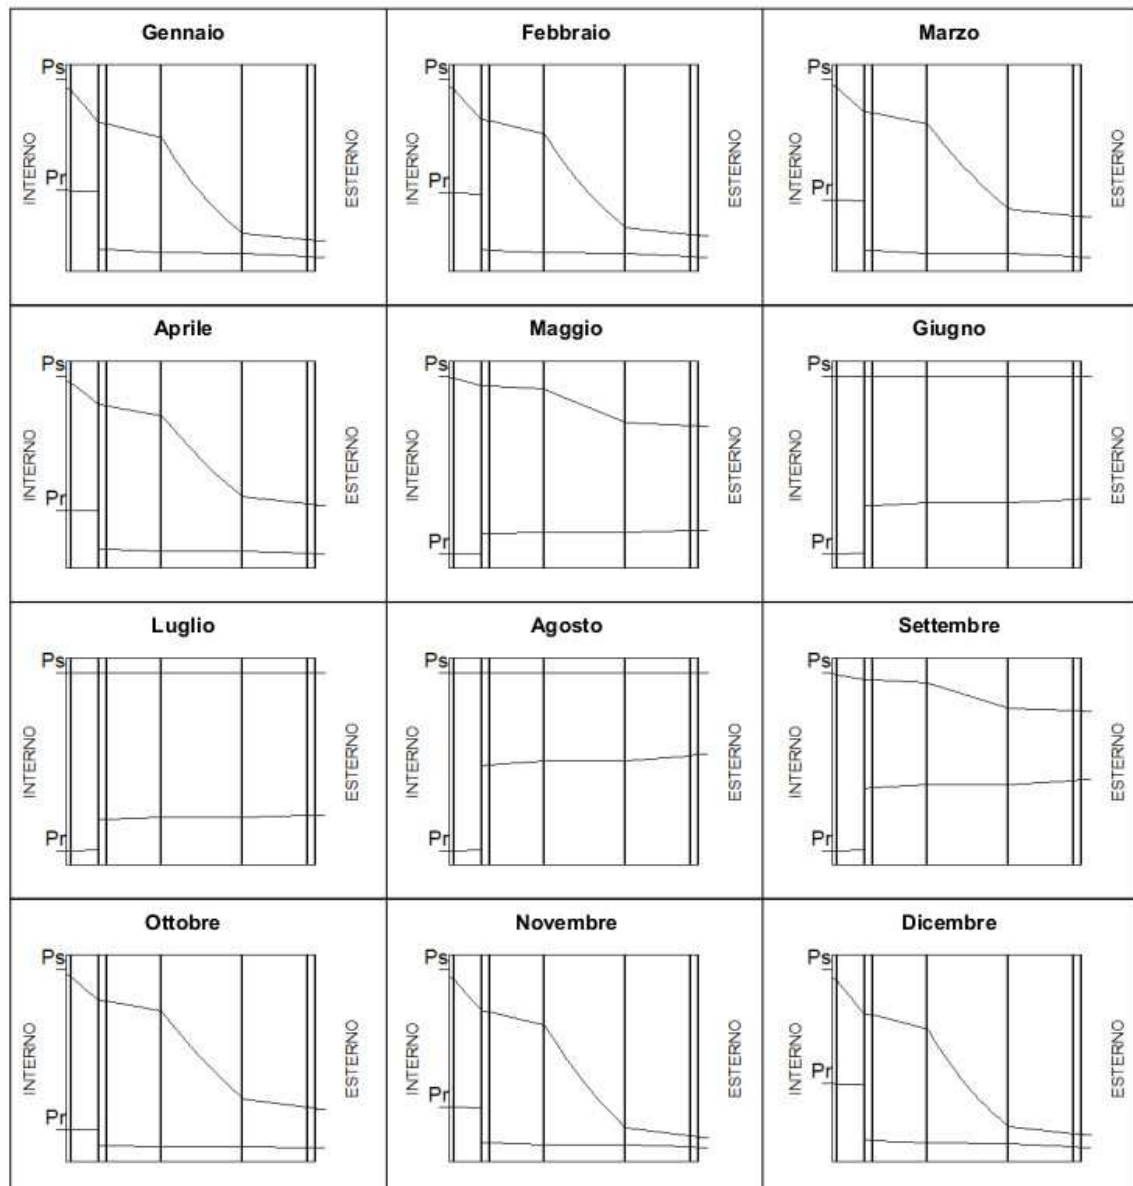 Gennaio
Ps
INTERNO
Pr
ESTERNO
Febbraio
Ps
INTERNO
Pr
ESTERNO
Marzo
Ps
INTERNO
Pr
ESTERNO
Aprile
Ps
INTERNO
Pr
ESTERNO
Maggio
Ps
INTERNO
Pr
ESTERNO
Giugno
Ps
INTERNO
Pr
ESTERNO
Luglio
Ps
INTERNO
Pr
ESTERNO
Agosto
Ps
INTERNO
Pr
ESTERNO
Settembre
Ps
INTERNO
Pr
ESTERNO
Ottobre
Ps
INTERNO
Pr
ESTERNO
Novembre
Ps
INTERNO
Pr
ESTERNO
Dicembre
Ps
INTERNO
Pr
ESTERNO